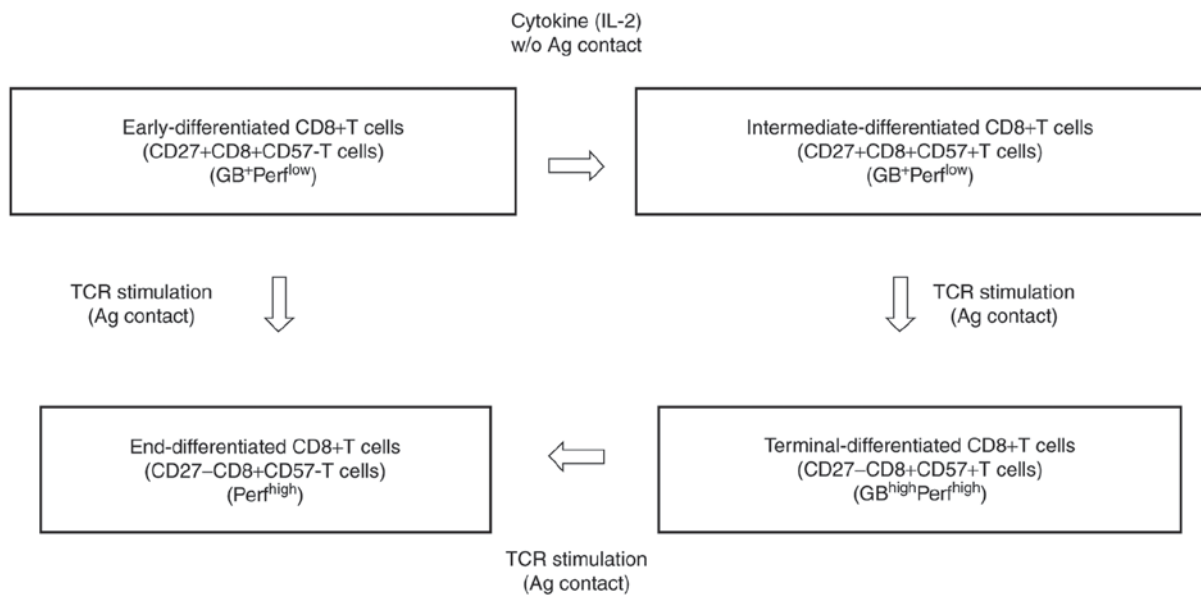 Cytokine (IL-2)
w/o Ag contact
Early-differentiated CD8+T cells
(CD27+CD8+CD57-T cells)
(GB⁺Perfˡᵒʷ)
Intermediate-differentiated CD8+T cells
(CD27+CD8+CD57+T cells)
(GB⁺Perfˡᵒʷ)
TCR stimulation
(Ag contact)
TCR stimulation
(Ag contact)
End-differentiated CD8+T cells
(CD27–CD8+CD57-T cells)
(Perfʰⁱᵍʰ)
Terminal-differentiated CD8+T cells
(CD27–CD8+CD57+T cells)
(GBʰⁱᵍʰPerfʰⁱᵍʰ)
TCR stimulation
(Ag contact)